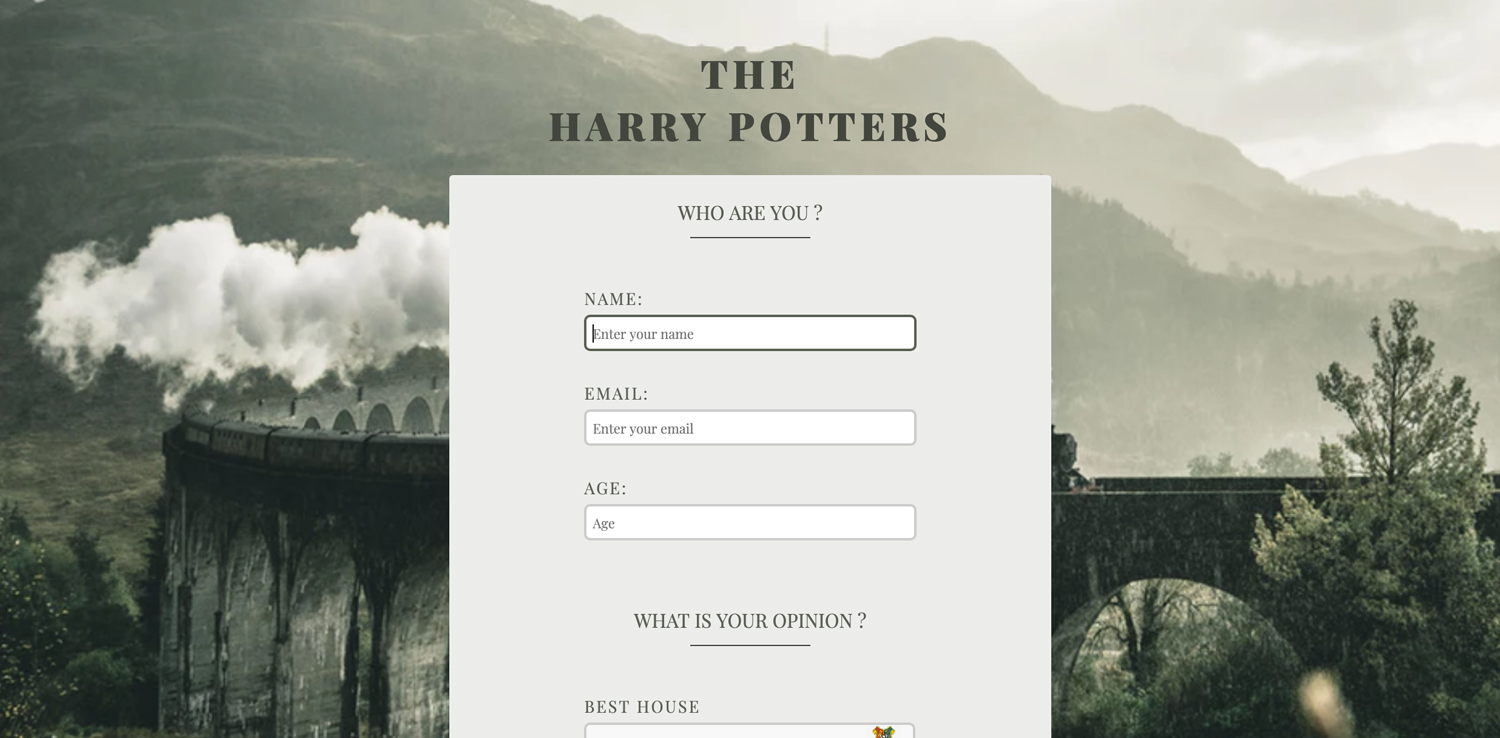 THE
HARRY POTTERS
WHO ARE YOU ?
NAME:
Enter your name
EMAIL:
Enter your email
AGE:
Age
WHAT IS YOUR OPINION ?
BEST HOUSE